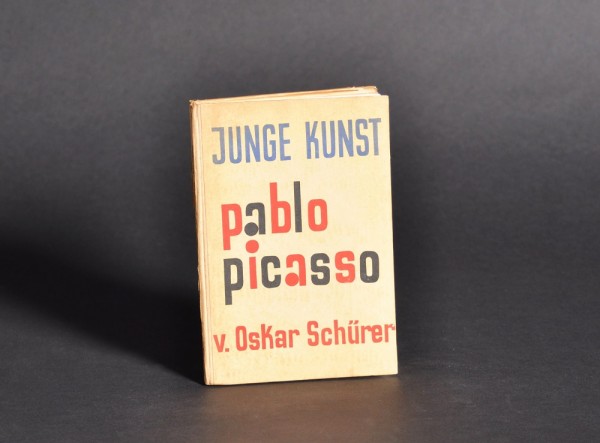 JUNGE KUNST
pablo
picasso
v. Oskar Schürer